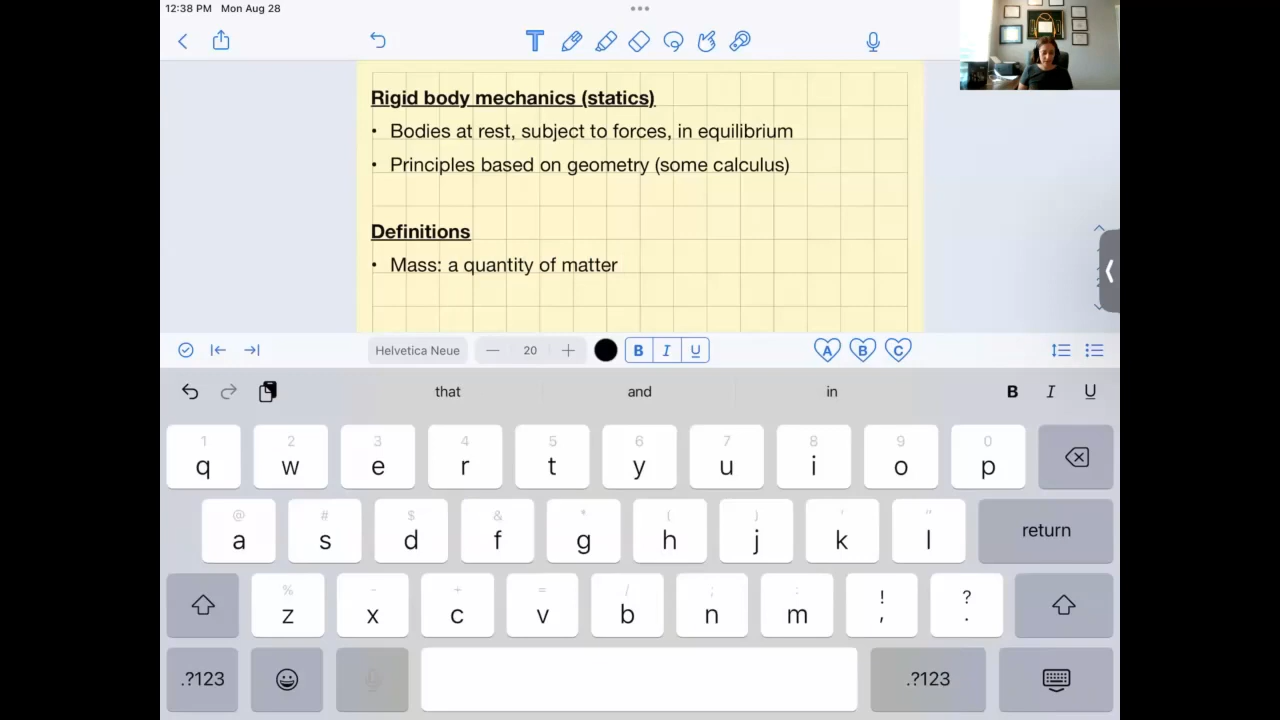 12:38 PM Mon Aug 28
Rigid body mechanics (statics)
• Bodies at rest, subject to forces, in equilibrium
• Principles based on geometry (some calculus)
Definitions
• Mass: a quantity of matter
Helvetica Neue — 20 + B I U A B C
that and in B I U
1 2 3 4 5 6 7 8 9 0
q w e r t y u i o p
@ # $ & * ( ) ' "
a s d f g h j k l return
% - + = / ; : ! ?
z x c v b n m , .
.?123 .?123